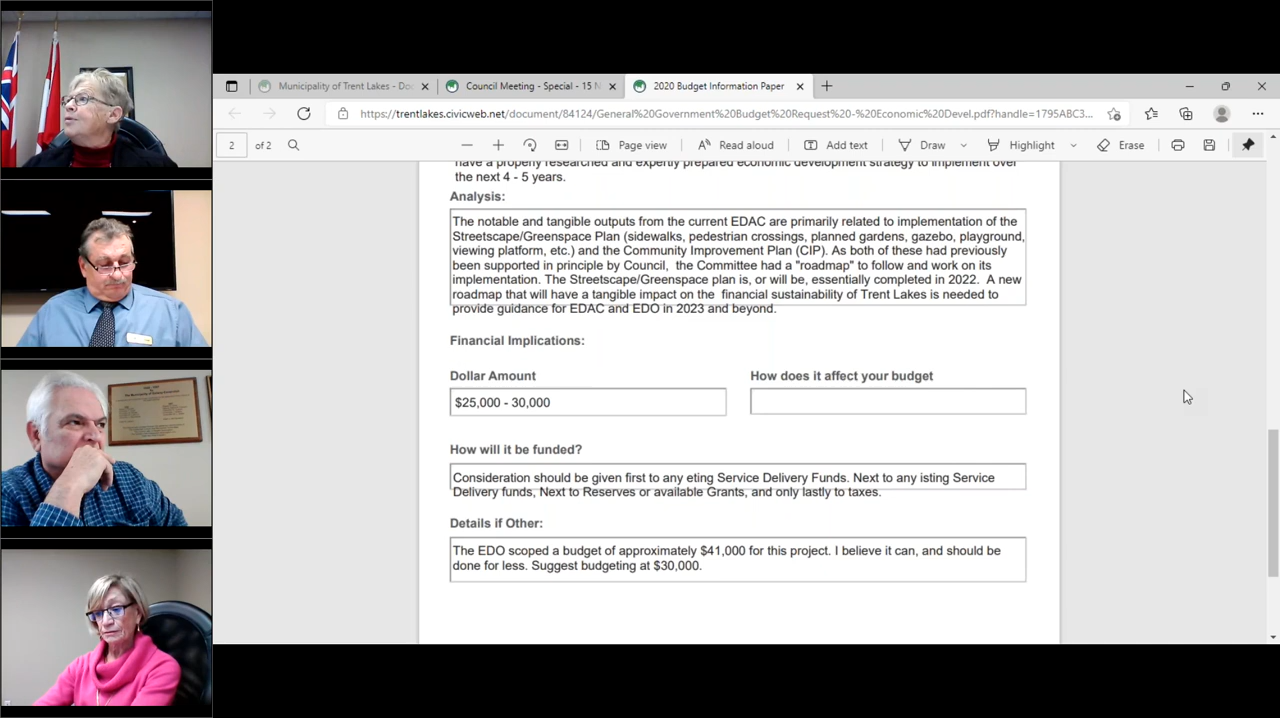 Municipality of Trent Lakes - Doc
Council Meeting - Special - 15 N
2020 Budget Information Paper
https://trentlakes.civicweb.net/document/84124/General%20Government%20Budget%20Request%20-%20Economic%20Devel.pdf?handle=1795ABC3...
2 of 2
Page view
Read aloud
Add text
Draw
Highlight
Erase
have a properly researched and expertly prepared economic development strategy to implement over
the next 4 - 5 years.
Analysis:
The notable and tangible outputs from the current EDAC are primarily related to implementation of the
Streetscape/Greenspace Plan (sidewalks, pedestrian crossings, planned gardens, gazebo, playground,
viewing platform, etc.) and the Community Improvement Plan (CIP). As both of these had previously
been supported in principle by Council, the Committee had a "roadmap" to follow and work on its
implementation. The Streetscape/Greenspace plan is, or will be, essentially completed in 2022. A new
roadmap that will have a tangible impact on the financial sustainability of Trent Lakes is needed to
provide guidance for EDAC and EDO in 2023 and beyond.
Financial Implications:
Dollar Amount
How does it affect your budget
$25,000 - 30,000
How will it be funded?
Consideration should be given first to any eting Service Delivery Funds. Next to any isting Service
Delivery funds, Next to Reserves or available Grants, and only lastly to taxes.
Details if Other:
The EDO scoped a budget of approximately $41,000 for this project. I believe it can, and should be
done for less. Suggest budgeting at $30,000.